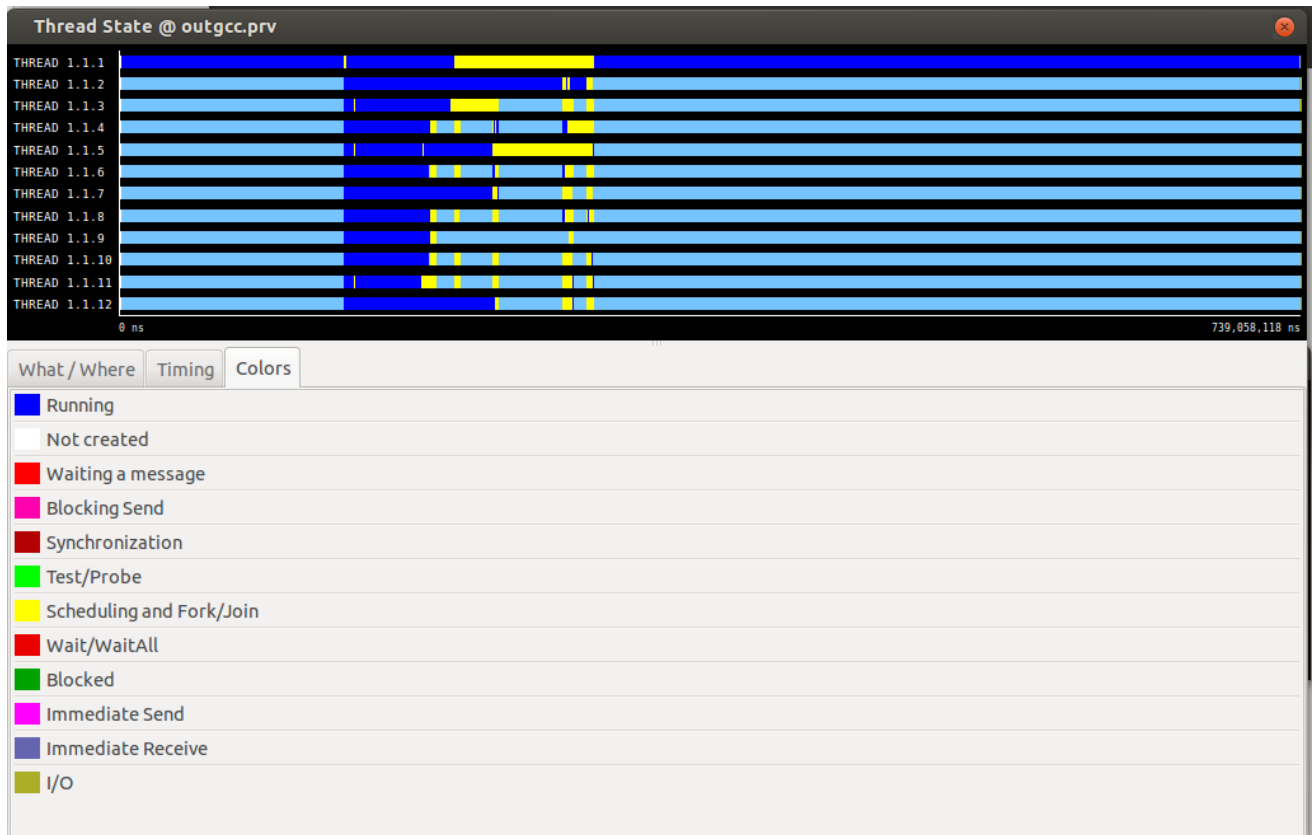 Thread State @ outgcc.prv
THREAD 1.1.1
THREAD 1.1.2
THREAD 1.1.3
THREAD 1.1.4
THREAD 1.1.5
THREAD 1.1.6
THREAD 1.1.7
THREAD 1.1.8
THREAD 1.1.9
THREAD 1.1.10
THREAD 1.1.11
THREAD 1.1.12
0 ns 739,058,118 ns
What / Where Timing Colors
Running
Not created
Waiting a message
Blocking Send
Synchronization
Test/Probe
Scheduling and Fork/Join
Wait/WaitAll
Blocked
Immediate Send
Immediate Receive
I/O